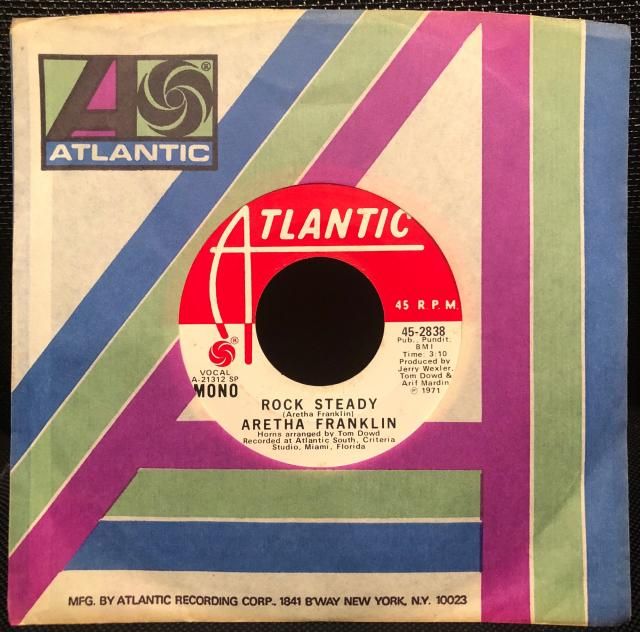 ATLANTIC
ATLANTIC
45 R.P.M.
45-2838
Pub., Pundit,
BMI
Time: 3:10
Produced by
Jerry Wexler,
Tom Dowd &
Arif Mardin
℗ 1971
VOCAL
A-21312 SP
MONO
ROCK STEADY
(Aretha Franklin)
ARETHA FRANKLIN
Horns arranged by Tom Dowd
Recorded at Atlantic South, Criteria
Studio, Miami, Florida
MFG. BY ATLANTIC RECORDING CORP., 1841 B'WAY NEW YORK, N.Y. 10023